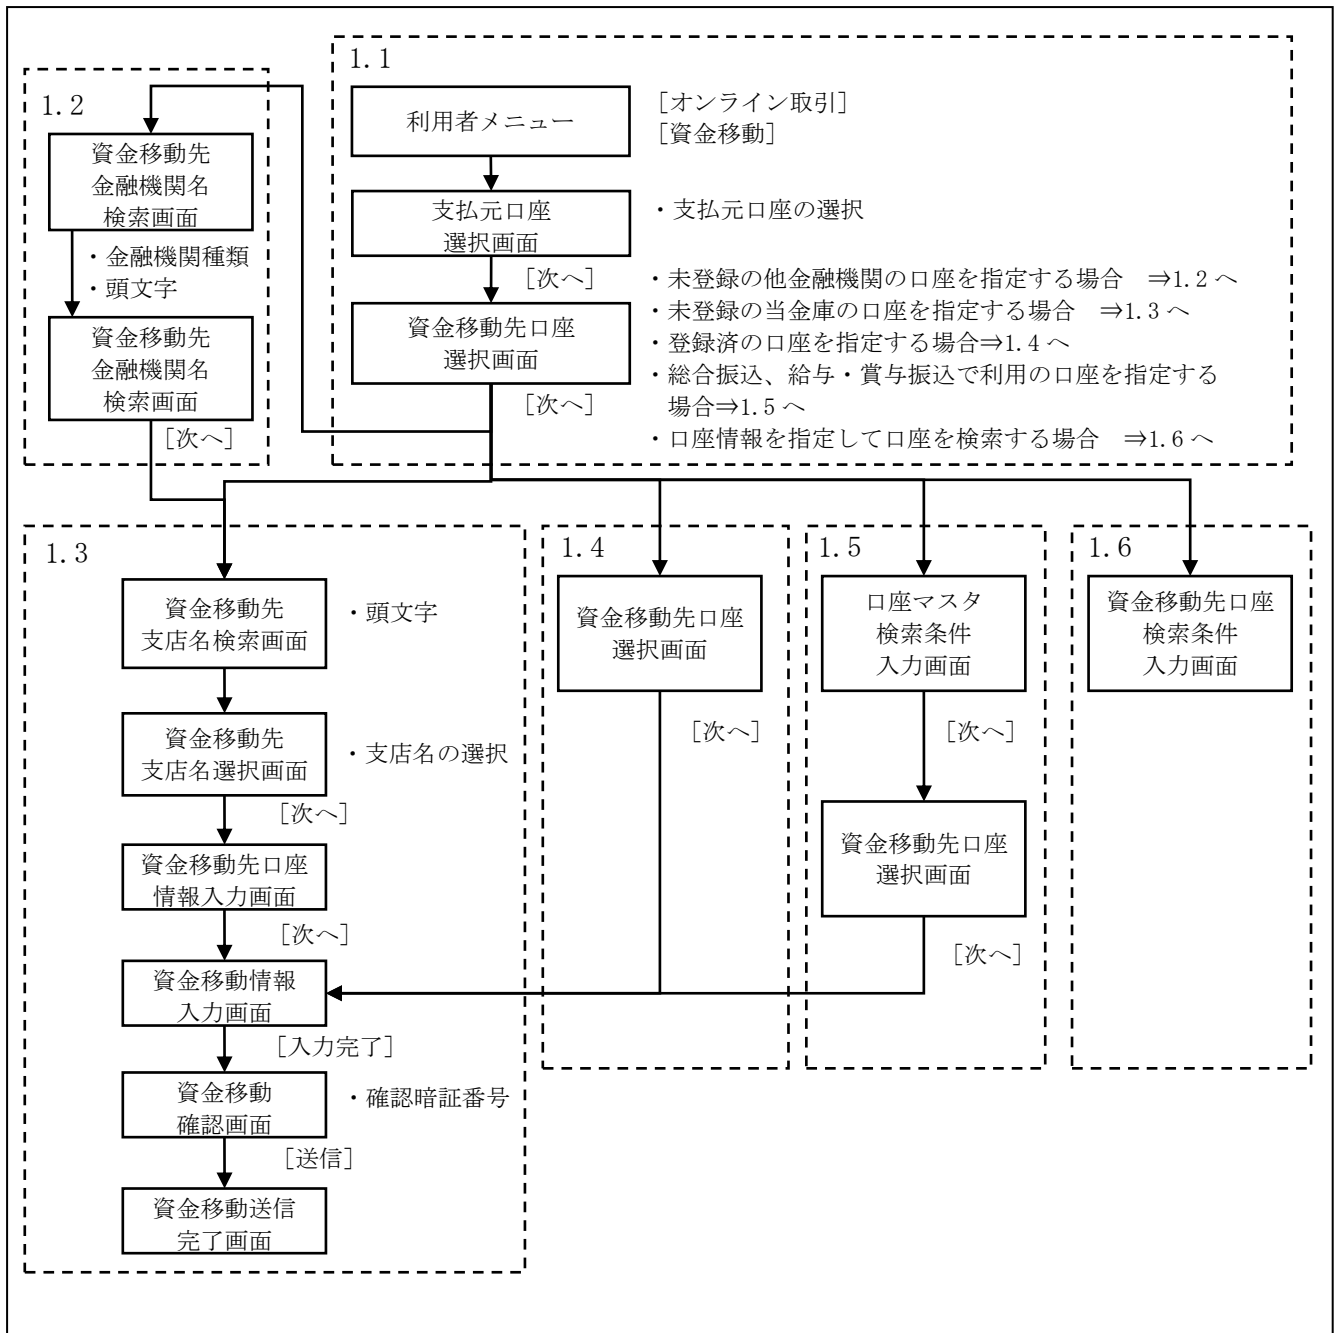 1.1
利用者メニュー
[オンライン取引]
[資金移動]
支払元口座
選択画面
・支払元口座の選択
[次へ]
資金移動先口座
選択画面
[次へ]
・未登録の他金融機関の口座を指定する場合　⇒1.2へ
・未登録の当金庫の口座を指定する場合　⇒1.3へ
・登録済の口座を指定する場合⇒1.4へ
・総合振込、給与・賞与振込で利用の口座を指定する
場合⇒1.5へ
・口座情報を指定して口座を検索する場合　⇒1.6へ
1.2
資金移動先
金融機関名
検索画面
・金融機関種類
・頭文字
資金移動先
金融機関名
検索画面
[次へ]
1.3
資金移動先
支店名検索画面
・頭文字
資金移動先
支店名選択画面
・支店名の選択
[次へ]
資金移動先口座
情報入力画面
[次へ]
資金移動情報
入力画面
[入力完了]
資金移動
確認画面
・確認暗証番号
[送信]
資金移動送信
完了画面
1.4
資金移動先口座
選択画面
[次へ]
1.5
口座マスタ
検索条件
入力画面
[次へ]
資金移動先口座
選択画面
[次へ]
1.6
資金移動先口座
検索条件
入力画面